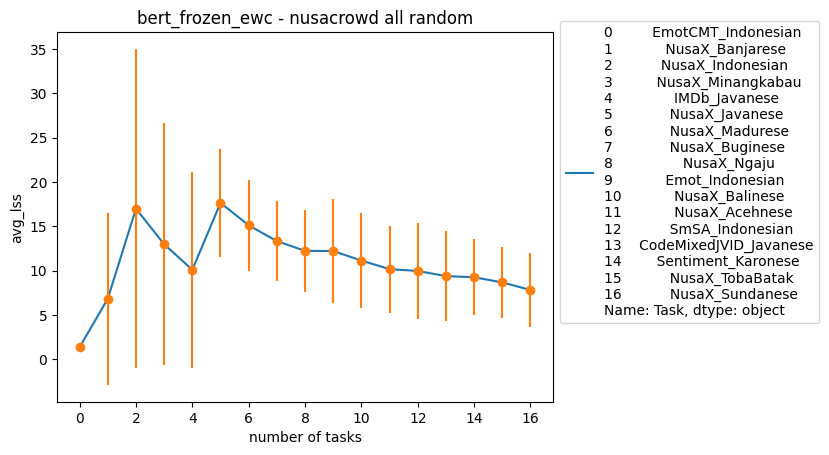 bert_frozen_ewc - nusacrowd all random
35
30
25
20
15
10
5
0
avg_lss
0 2 4 6 8 10 12 14 16
number of tasks
0 EmotCMT_Indonesian
1 NusaX_Banjarese
2 NusaX_Indonesian
3 NusaX_Minangkabau
4 IMDb_Javanese
5 NusaX_Javanese
6 NusaX_Madurese
7 NusaX_Buginese
8 NusaX_Ngaju
9 Emot_Indonesian
10 NusaX_Balinese
11 NusaX_Acehnese
12 SmSA_Indonesian
13 CodeMixedJVID_Javanese
14 Sentiment_Karonese
15 NusaX_TobaBatak
16 NusaX_Sundanese
Name: Task, dtype: object